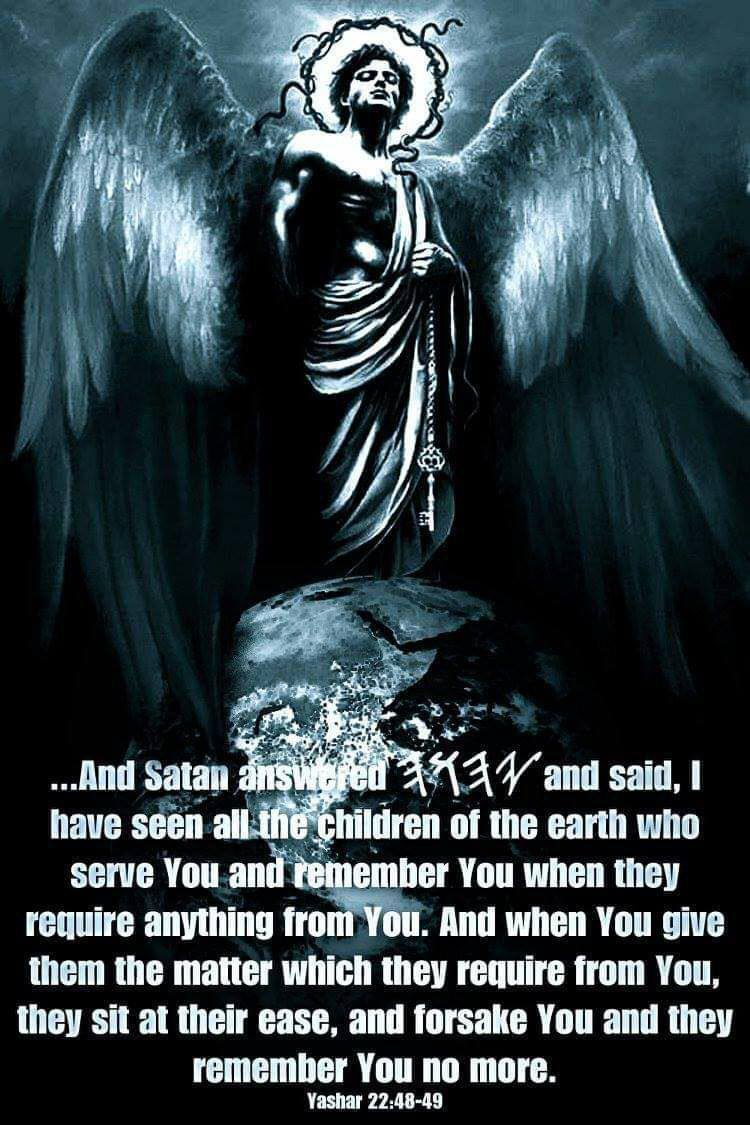 ...And Satan answered 𐤉𐤄𐤅𐤄 and said, I
have seen all the children of the earth who
serve You and remember You when they
require anything from You. And when You give
them the matter which they require from You,
they sit at their ease, and forsake You and they
remember You no more.
Yashar 22:48-49